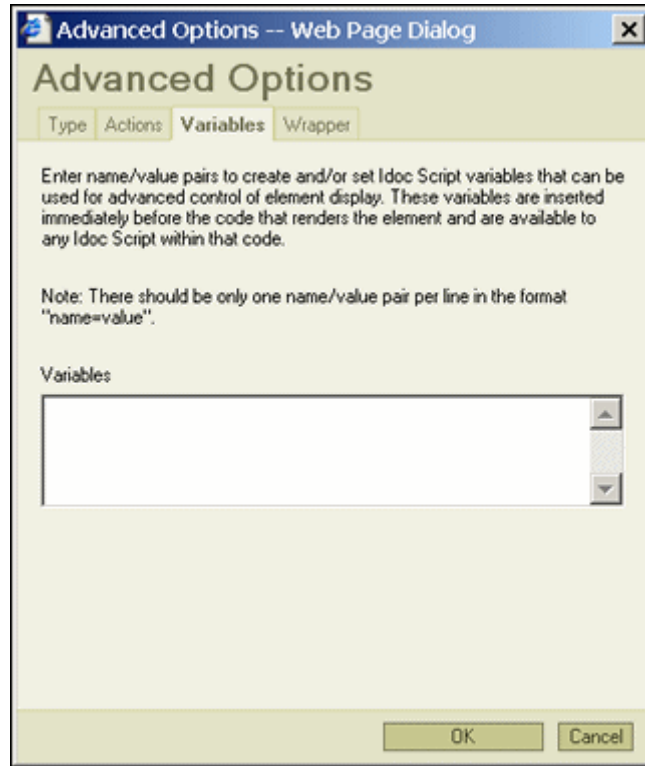 Advanced Options -- Web Page Dialog
Advanced Options
Type Actions Variables Wrapper
Enter name/value pairs to create and/or set Idoc Script variables that can be
used for advanced control of element display. These variables are inserted
immediately before the code that renders the element and are available to
any Idoc Script within that code.
Note: There should be only one name/value pair per line in the format
"name=value".
Variables
OK Cancel